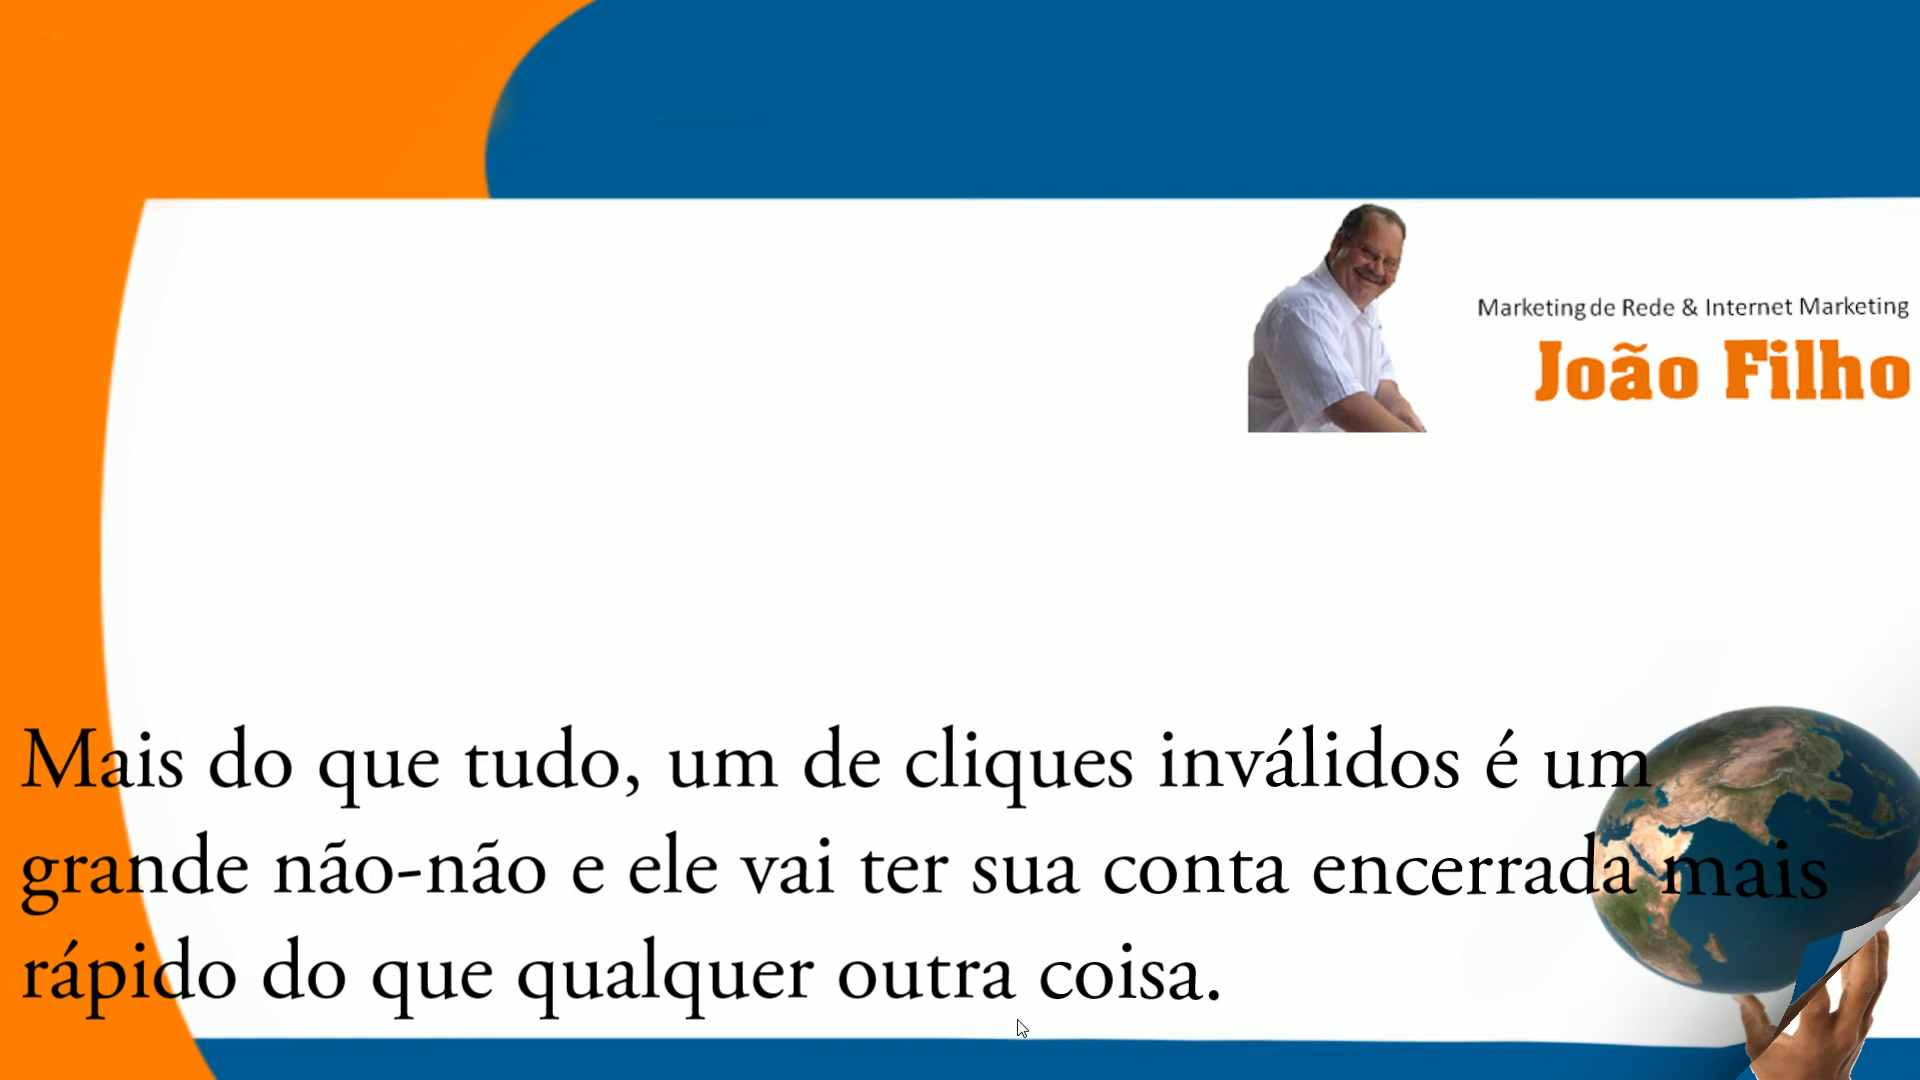 Marketing de Rede & Internet Marketing
João Filho
Mais do que tudo, um de cliques inválidos é um
grande não-não e ele vai ter sua conta encerrada mais
rápido do que qualquer outra coisa.